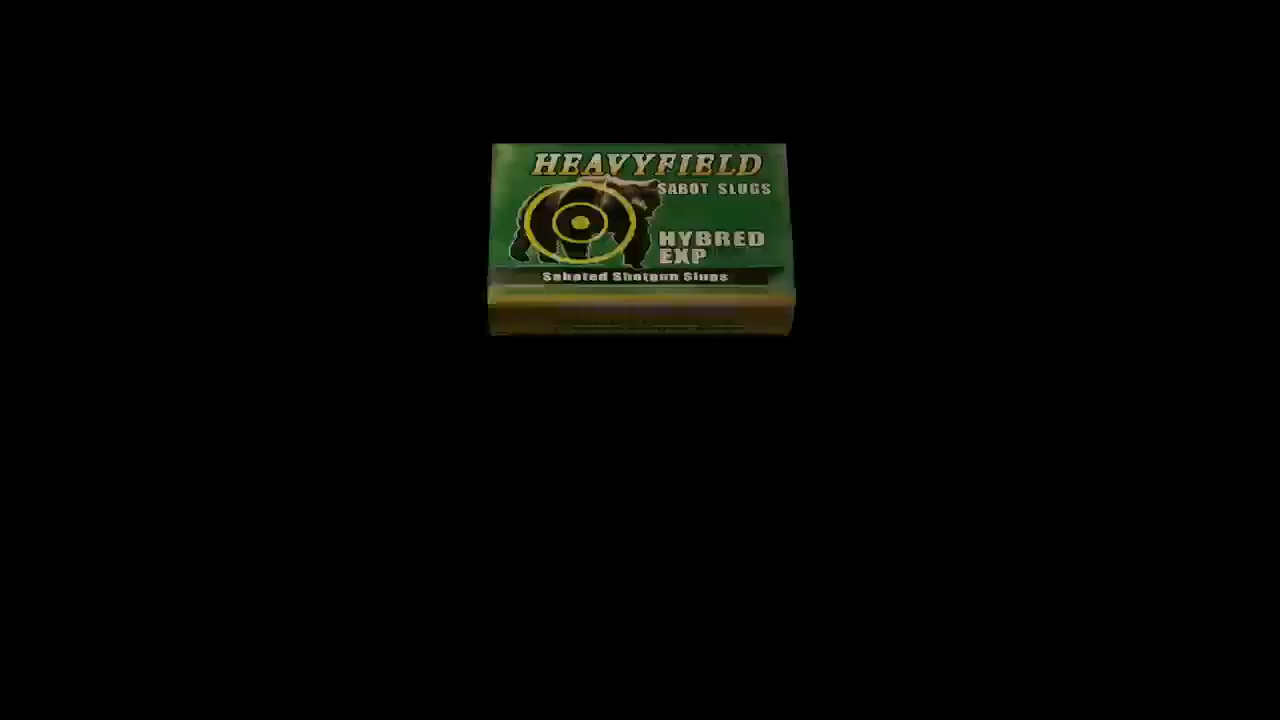 HEAVYFIELD
SABOT SLUGS
HYBRED
EXP
Saboted Shotgun Slugs